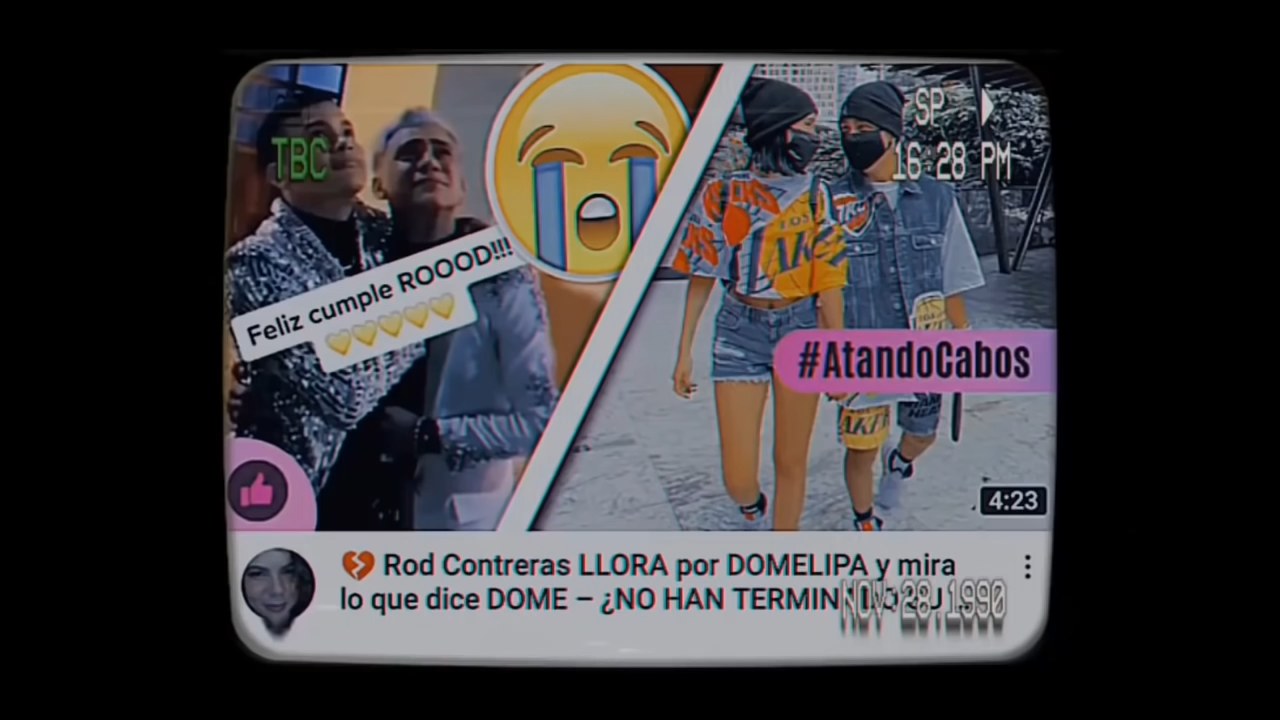 TBC
SP
16:28 PM
Feliz cumple ROOOD!!!
#AtandoCabos
4:23
Rod Contreras LLORA por DOMELIPA y mira
lo que dice DOME – ¿NO HAN
NOV 28, 1990